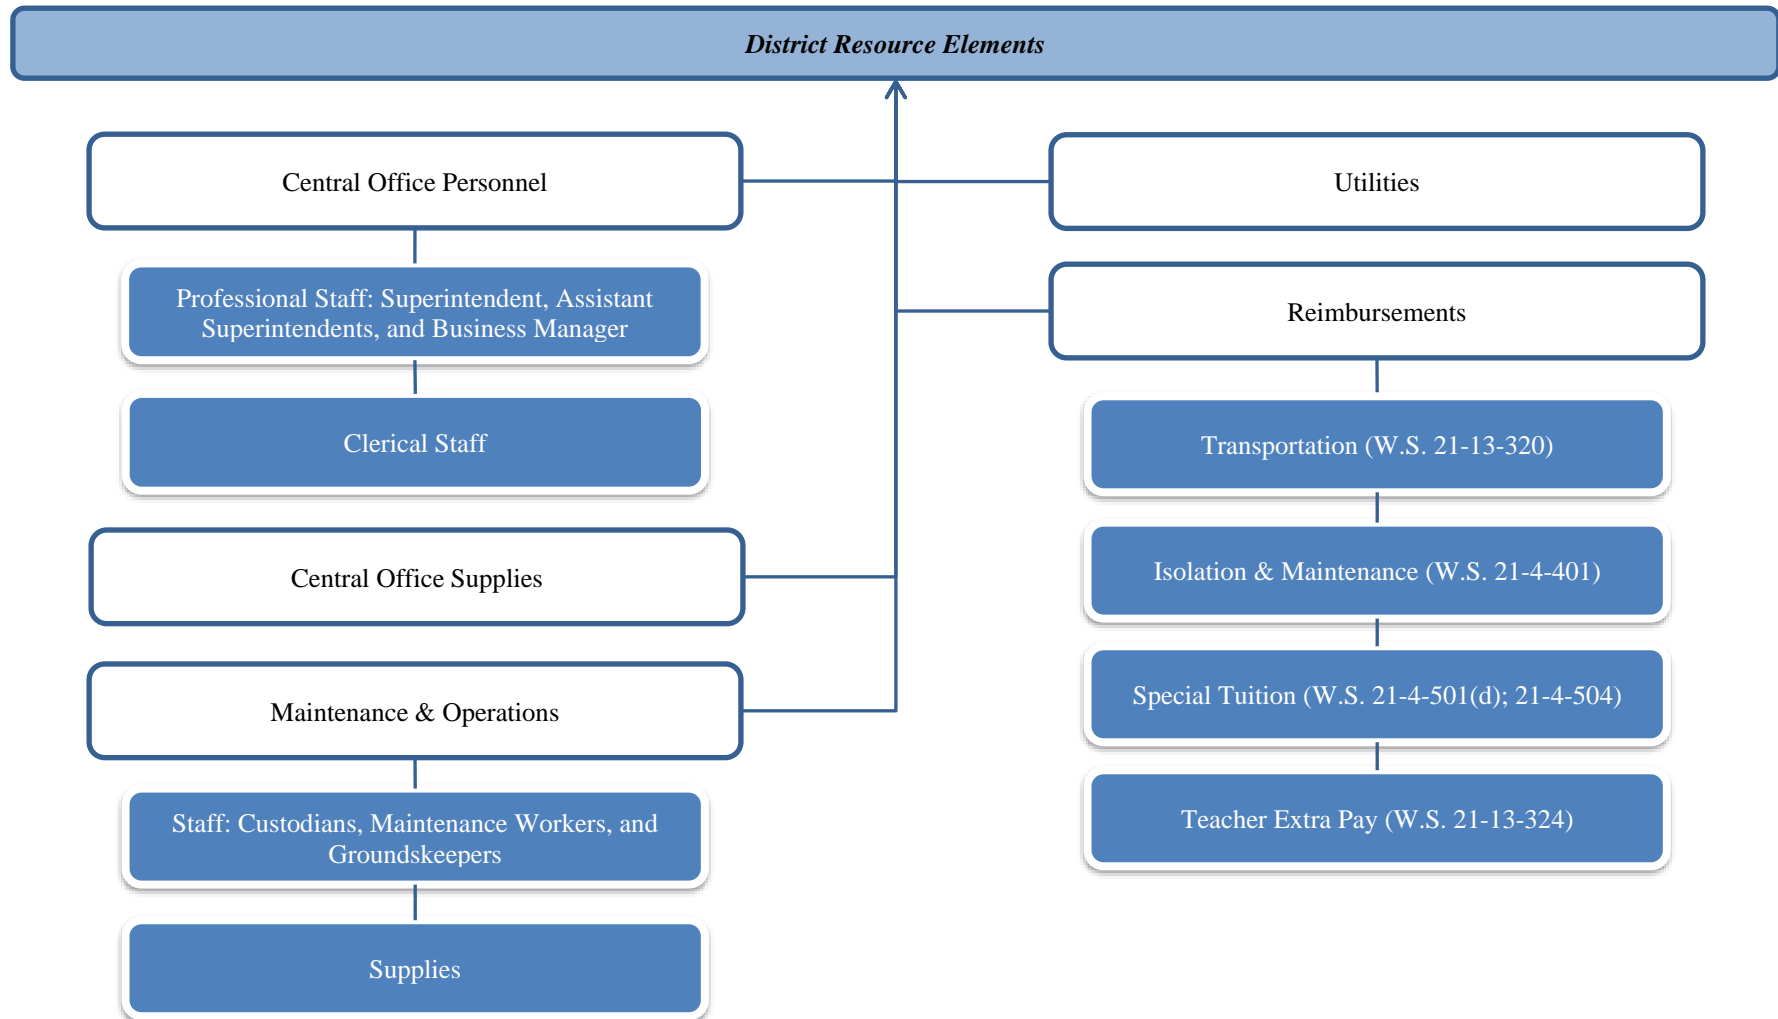 District Resource Elements
Central Office Personnel
Professional Staff: Superintendent, Assistant
Superintendents, and Business Manager
Clerical Staff
Central Office Supplies
Maintenance & Operations
Staff: Custodians, Maintenance Workers, and
Groundskeepers
Supplies
Utilities
Reimbursements
Transportation (W.S. 21-13-320)
Isolation & Maintenance (W.S. 21-4-401)
Special Tuition (W.S. 21-4-501(d); 21-4-504)
Teacher Extra Pay (W.S. 21-13-324)